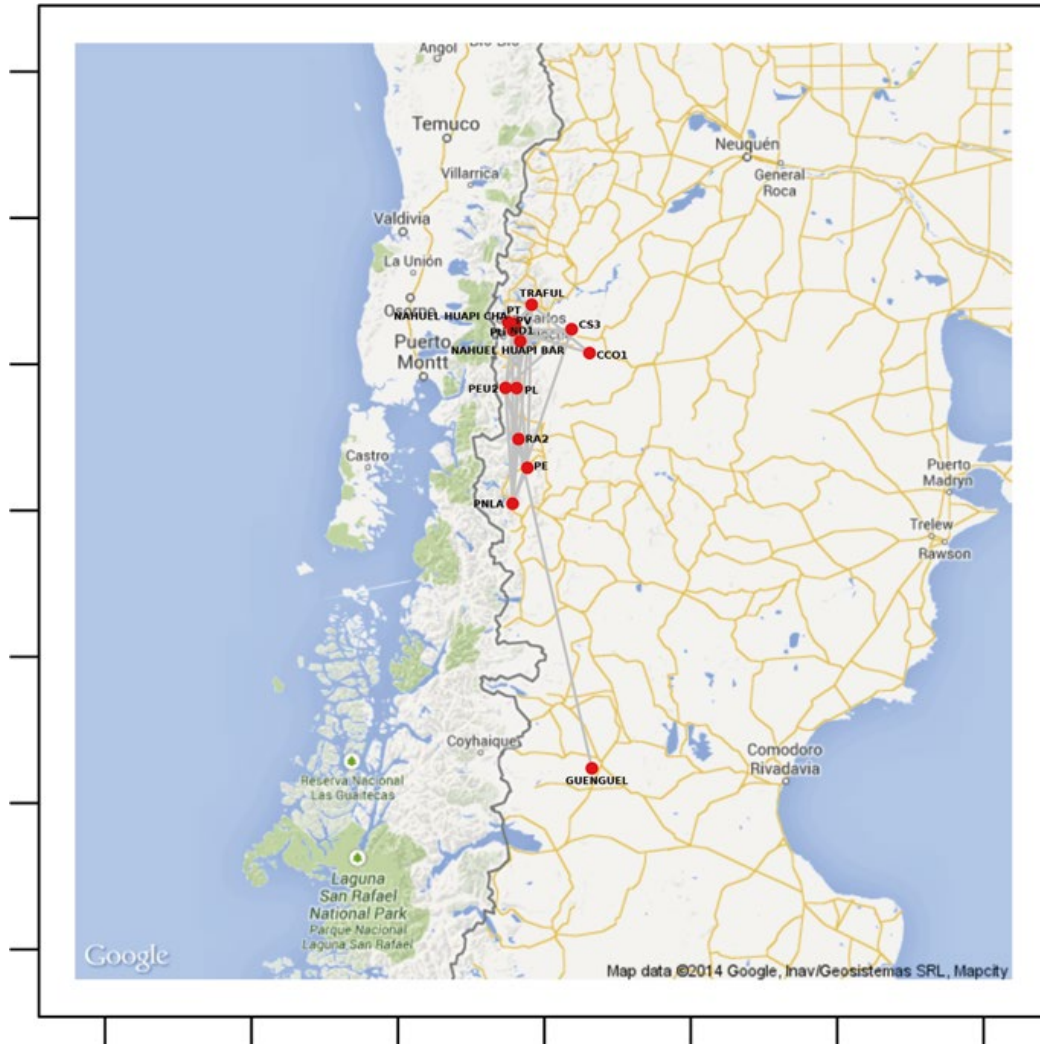 Angol
Temuco
Neuquén
General
Roca
Villarrica
Valdivia
La Unión
TRAFUL
Osorno
NAHUEL HUAPI CHA
PT
PV
CS3
ND1
Puerto
Montt
NAHUEL HUAPI BAR
CCO1
PEU2
PL
RA2
Castro
PE
Puerto
Madryn
PNLA
Trelew
Rawson
Coyhaique
Comodoro
Rivadavia
GUENGUEL
Reserva Nacional
Las Guaitecas
Laguna
San Rafael
National Park
Parque Nacional
Laguna San Rafael
Google
Map data ©2014 Google, Inav/Geosistemas SRL, Mapcity